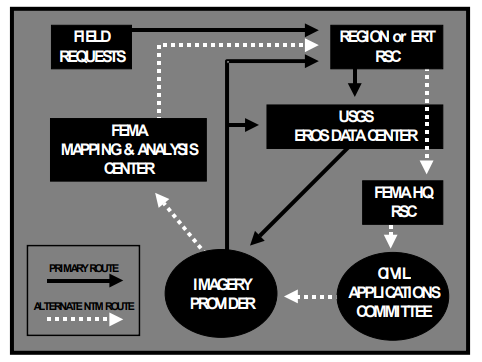 FIELD
REQUESTS
REGION or ERT
RSC
USGS
EROS DATA CENTER
FEMA
MAPPING & ANALYSIS
CENTER
FEMA HQ
RSC
IMAGERY
PROVIDER
CIVIL
APPLICATIONS
COMMITTEE
PRIMARY ROUTE
ALTERNATE NTM ROUTE